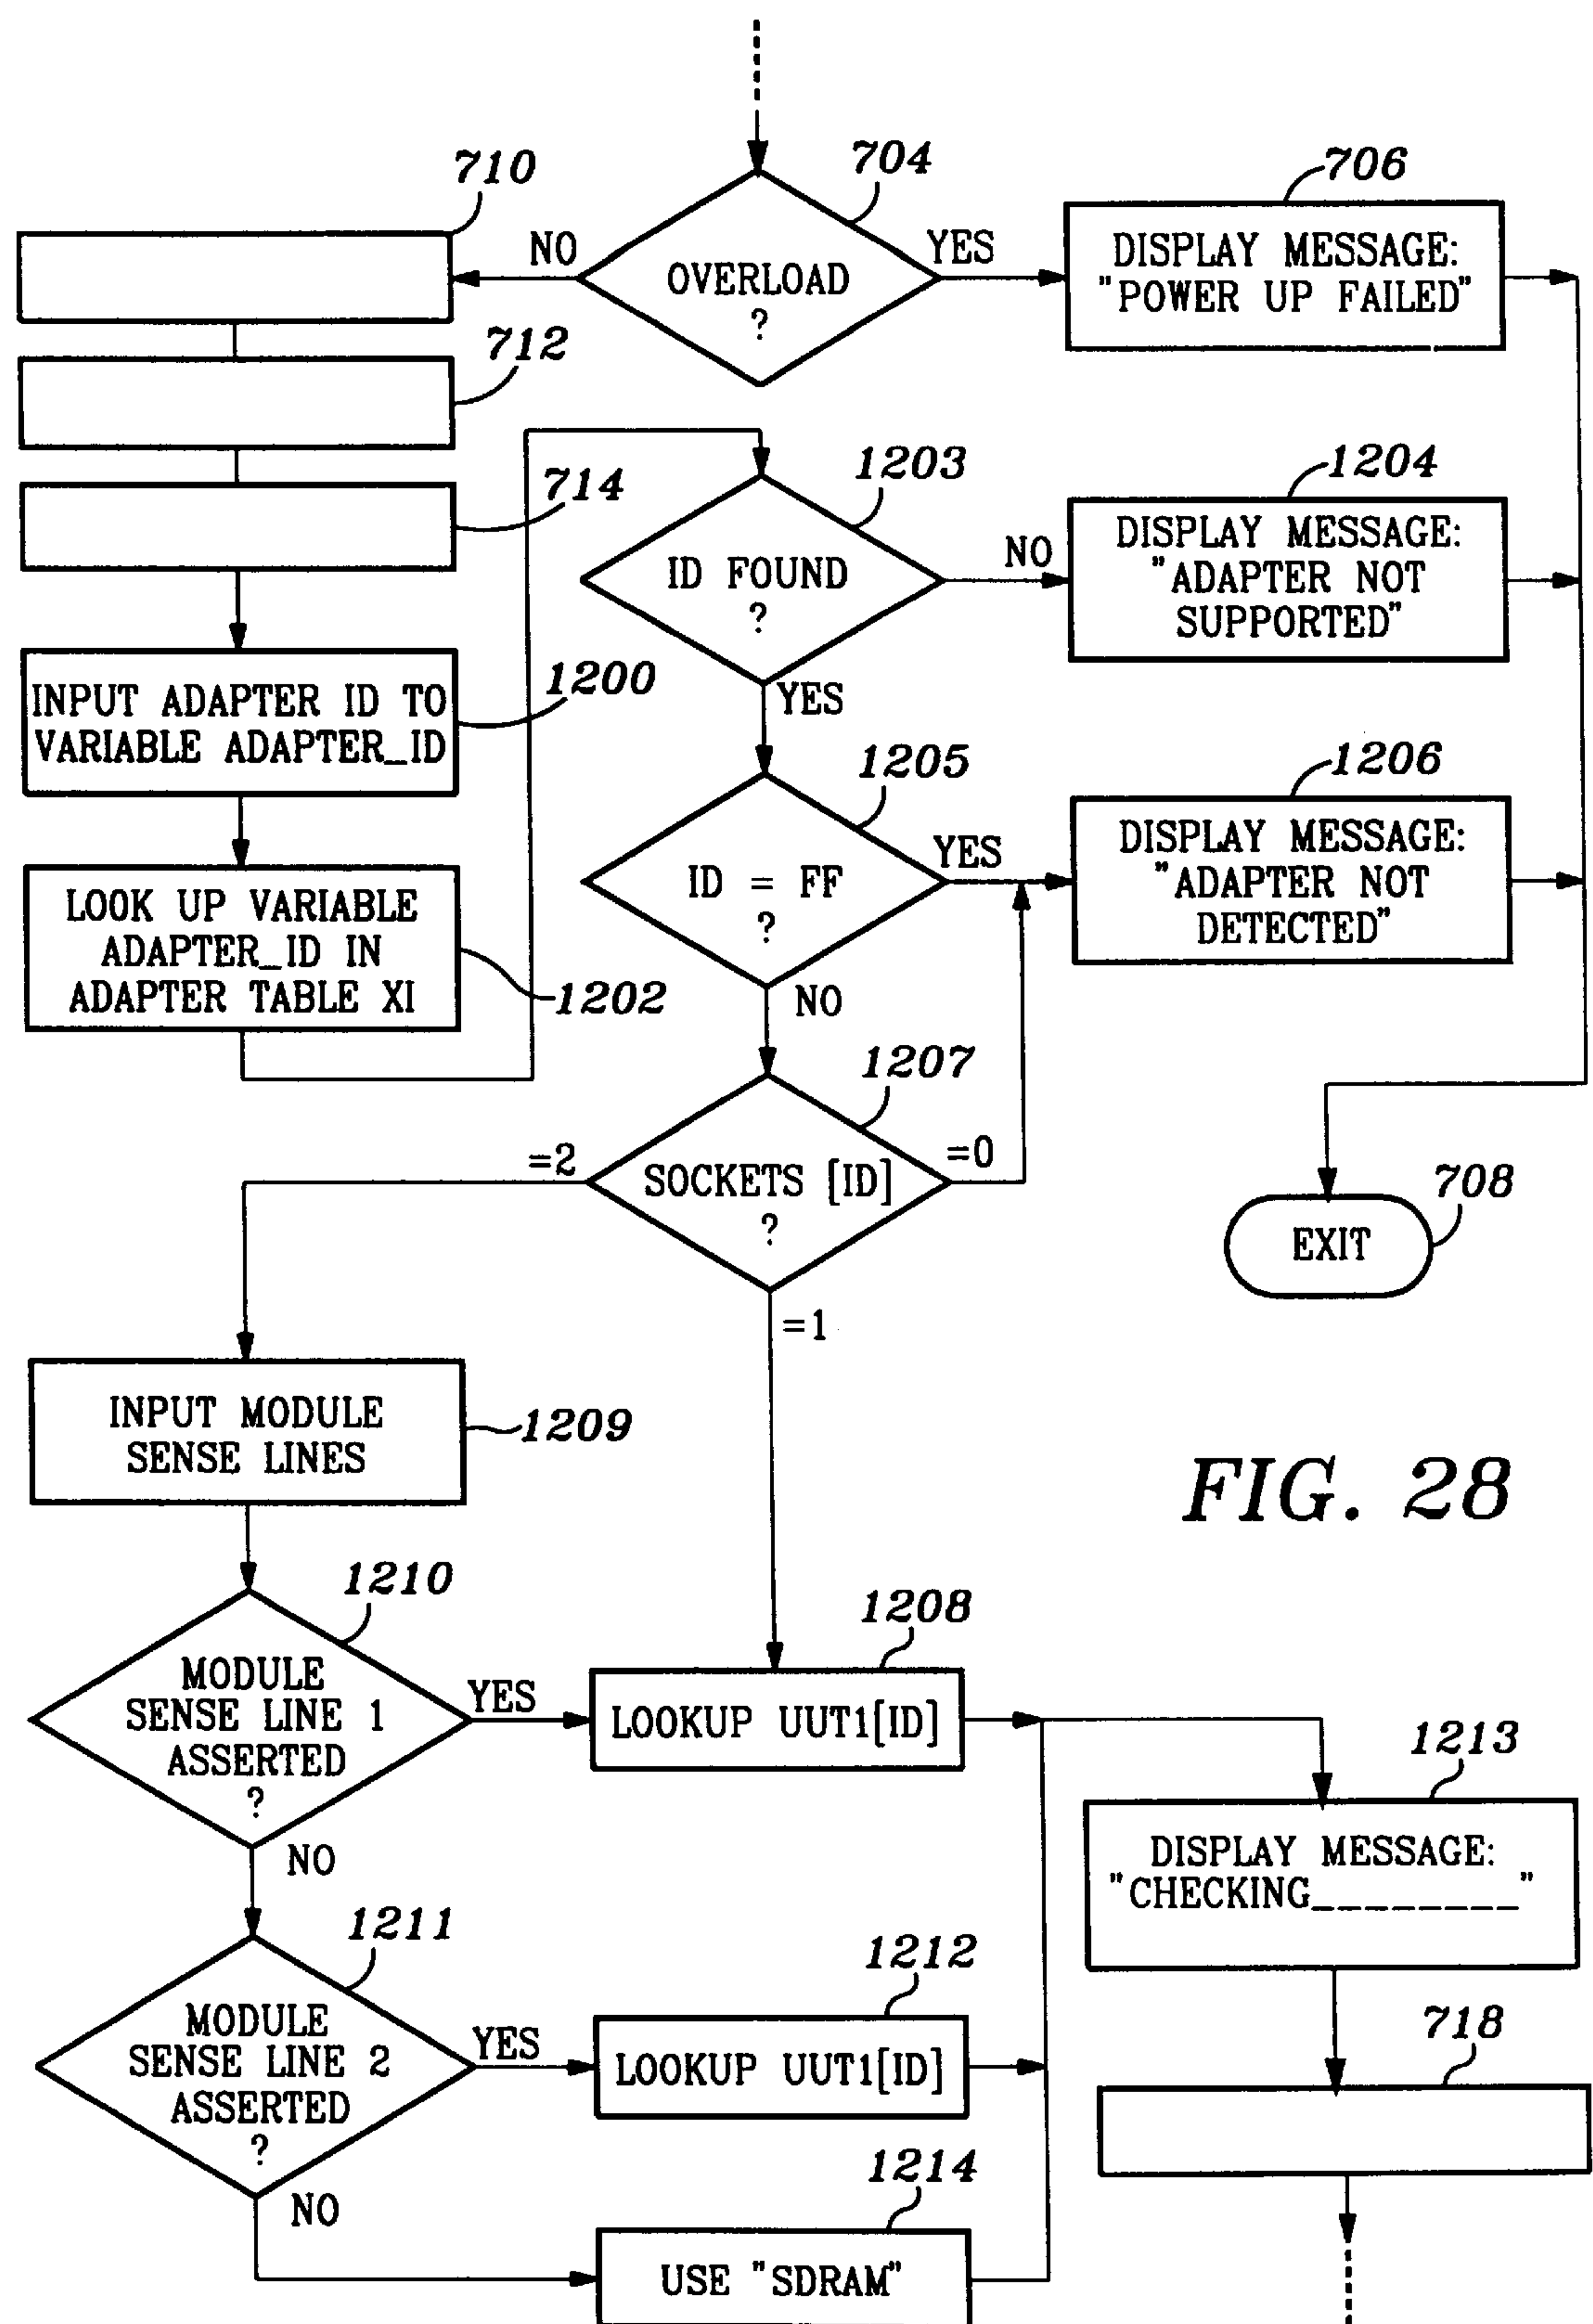 704
706
710
NO
YES
OVERLOAD
?
DISPLAY MESSAGE:
"POWER UP FAILED"
712
714
1203
1204
ID FOUND
?
NO
DISPLAY MESSAGE:
"ADAPTER NOT
SUPPORTED"
YES
INPUT ADAPTER ID TO
VARIABLE ADAPTER_ID
1200
1205
1206
ID = FF
?
YES
DISPLAY MESSAGE:
"ADAPTER NOT
DETECTED"
NO
LOOK UP VARIABLE
ADAPTER_ID IN
ADAPTER TABLE XI
1202
1207
=2
SOCKETS [ID]
?
=0
=1
708
EXIT
INPUT MODULE
SENSE LINES
1209
FIG. 28
1210
MODULE
SENSE LINE 1
ASSERTED
?
YES
NO
1208
LOOKUP UUT1[ID]
1213
DISPLAY MESSAGE:
"CHECKING________"
1211
MODULE
SENSE LINE 2
ASSERTED
?
YES
NO
1212
LOOKUP UUT1[ID]
718
1214
USE "SDRAM"